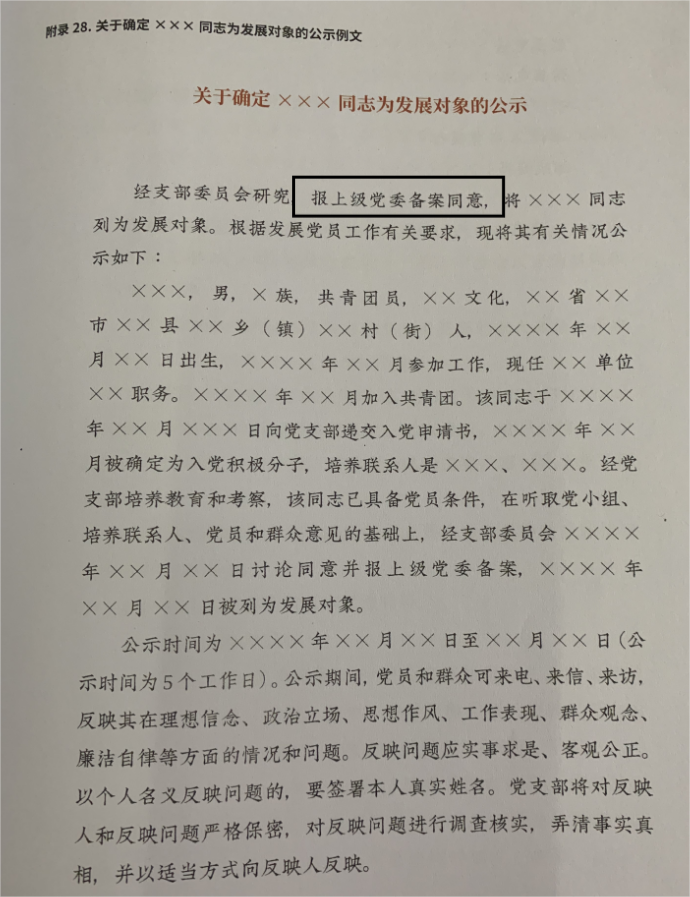 附录 28. 关于确定 ××× 同志为发展对象的公示例文
关于确定 ××× 同志为发展对象的公示
经支部委员会研究 报上级党委备案同意，将 ××× 同志
列为发展对象。根据发展党员工作有关要求，现将其有关情况公
示如下：
×××，男，× 族，共青团员，×× 文化，×× 省 ××
市 ×× 县 ×× 乡（镇）×× 村（街）人，×××× 年 ××
月 ×× 日出生，×××× 年 ×× 月参加工作，现任 ×× 单位
×× 职务。×××× 年 ×× 月加入共青团。该同志于 ××××
年 ×× 月 ××× 日向党支部递交入党申请书，×××× 年 ××
月被确定为入党积极分子，培养联系人是 ×××、×××。经党
支部培养教育和考察，该同志已具备党员条件，在听取党小组、
培养联系人、党员和群众意见的基础上，经支部委员会 ××××
年 ×× 月 ×× 日讨论同意并报上级党委备案，×××× 年
×× 月 ×× 日被列为发展对象。
公示时间为 ×××× 年 ×× 月 ×× 日至 ×× 月 ×× 日（公
示时间为 5 个工作日）。公示期间，党员和群众可来电、来信、来访，
反映其在理想信念、政治立场、思想作风、工作表现、群众观念、
廉洁自律等方面的情况和问题。反映问题应实事求是、客观公正。
以个人名义反映问题的，要签署本人真实姓名。党支部将对反映
人和反映问题严格保密，对反映问题进行调查核实，弄清事实真
相，并以适当方式向反映人反映。